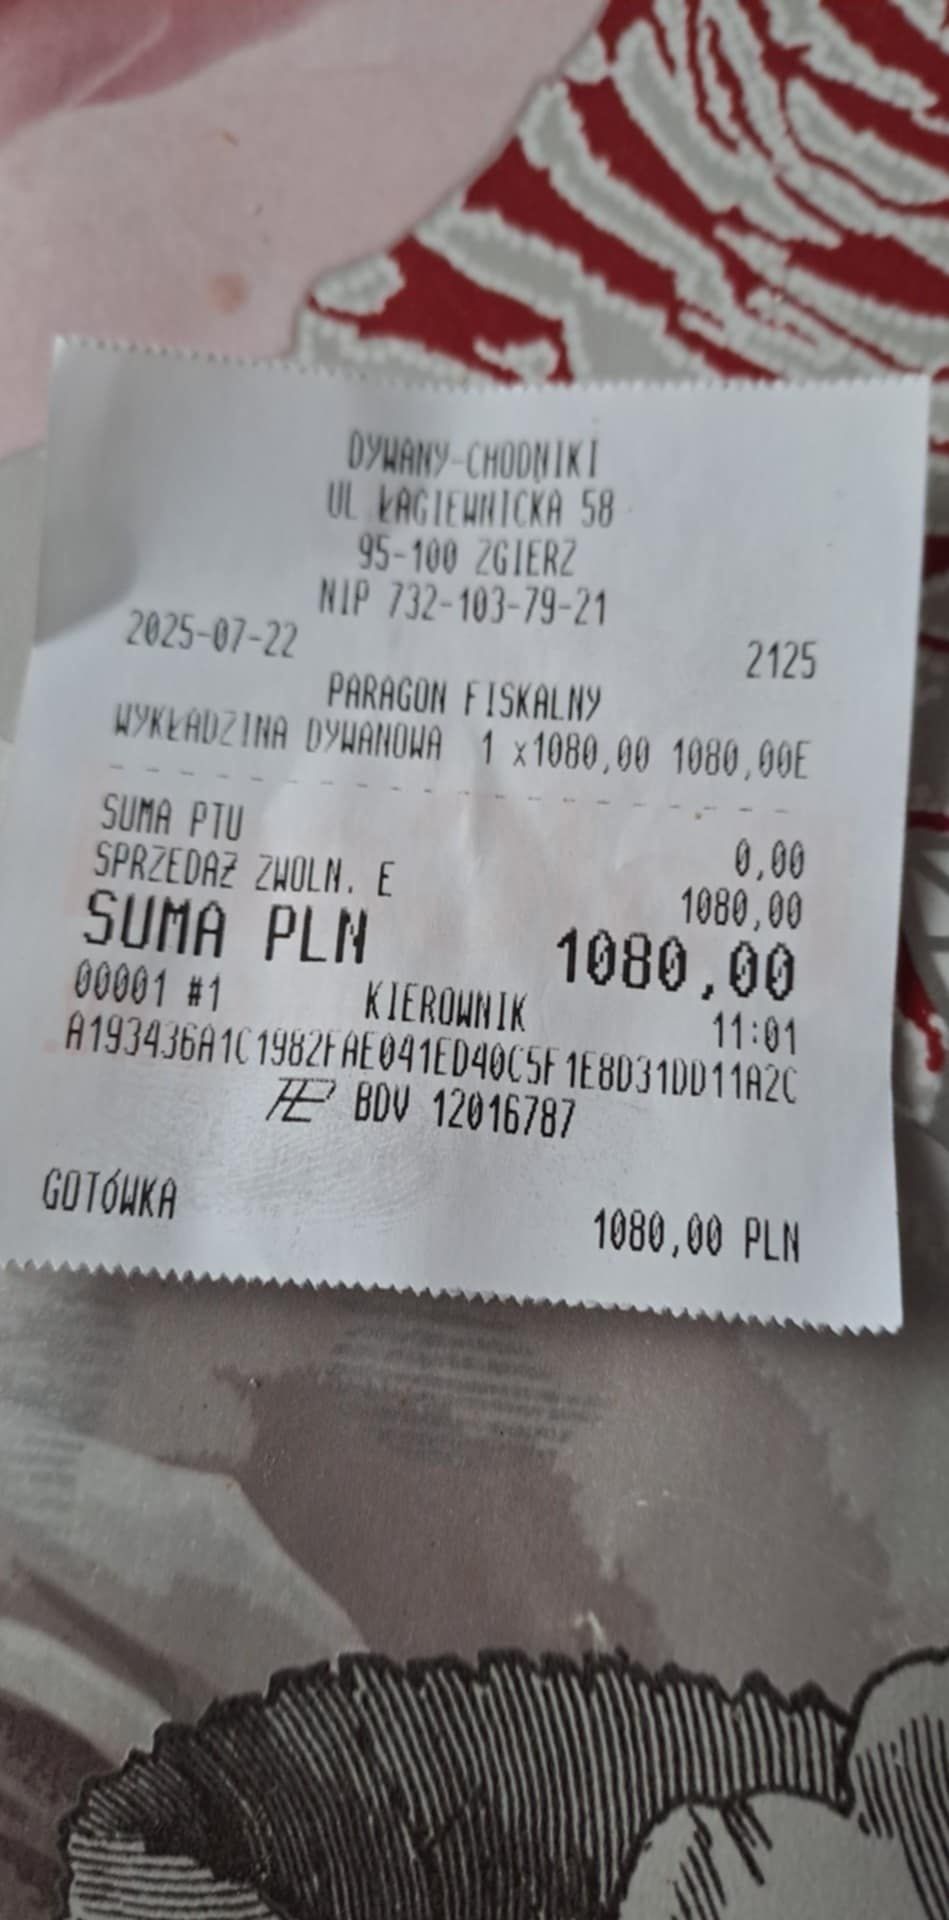 DYWANY-CHODNIKI
UL ŁAGIEWNICKA 58
95-100 ZGIERZ
NIP 732-103-79-21
2025-07-22 2125
PARAGON FISKALNY
WYKŁADZINA DYWANOWA 1 x1080,00 1080,00E
SUMA PTU 0,00
SPRZEDAŻ ZWOLN. E 1080,00
SUMA PLN 1080,00
00001 #1 KIEROWNIK 11:01
A193436A1C1982FAE041ED40C5F1E8D31DD11A2C
BDV 12016787
GOTÓWKA 1080,00 PLN